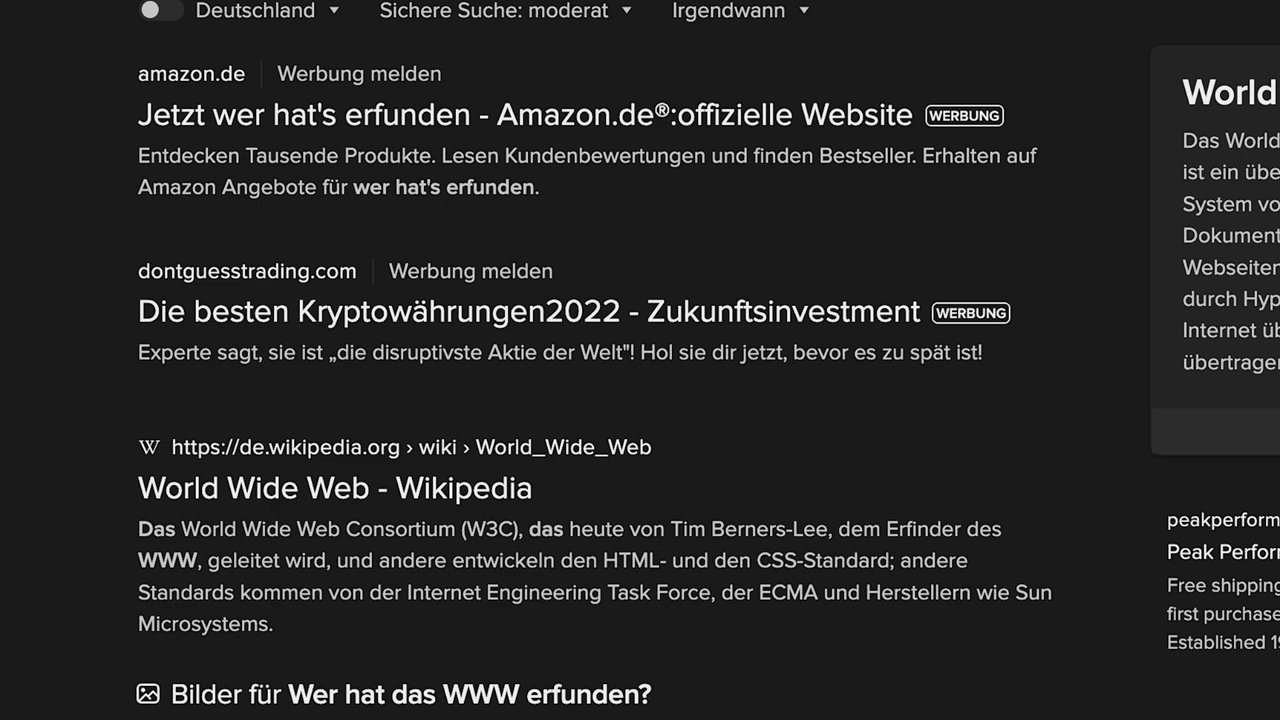 Deutschland Sichere Suche: moderat Irgendwann
amazon.de Werbung melden
Jetzt wer hat's erfunden - Amazon.de®:offizielle Website WERBUNG
Entdecken Tausende Produkte. Lesen Kundenbewertungen und finden Bestseller. Erhalten auf
Amazon Angebote für wer hat's erfunden.
dontguesstrading.com Werbung melden
Die besten Kryptowährungen2022 - Zukunftsinvestment WERBUNG
Experte sagt, sie ist „die disruptivste Aktie der Welt"! Hol sie dir jetzt, bevor es zu spät ist!
W https://de.wikipedia.org › wiki › World_Wide_Web
World Wide Web - Wikipedia
Das World Wide Web Consortium (W3C), das heute von Tim Berners-Lee, dem Erfinder des
WWW, geleitet wird, und andere entwickeln den HTML- und den CSS-Standard; andere
Standards kommen von der Internet Engineering Task Force, der ECMA und Herstellern wie Sun
Microsystems.
Bilder für Wer hat das WWW erfunden?
World
Das World
ist ein übe
System vo
Dokument
Webseiten
durch Hyp
Internet üb
übertragen
peakperform
Peak Perfor
Free shipping
first purchase
Established 19